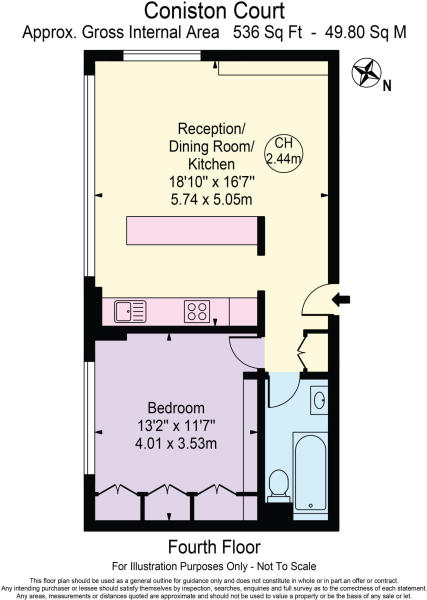 Coniston Court
Approx. Gross Internal Area 536 Sq Ft - 49.80 Sq M
N
Reception/
Dining Room/
Kitchen
18'10" x 16'7"
5.74 x 5.05m
CH
2.44m
Bedroom
13'2" x 11'7"
4.01 x 3.53m
Fourth Floor
For Illustration Purposes Only - Not To Scale
This floor plan should be used as a general outline for guidance only and does not constitute in whole or in part an offer or contract.
Any intending purchaser or lessee should satisfy themselves by inspection, searches, enquiries and full survey as to the correctness of each statement.
Any areas, measurements or distances quoted are approximate and should not be used to value a property or be the basis of any sale or let.